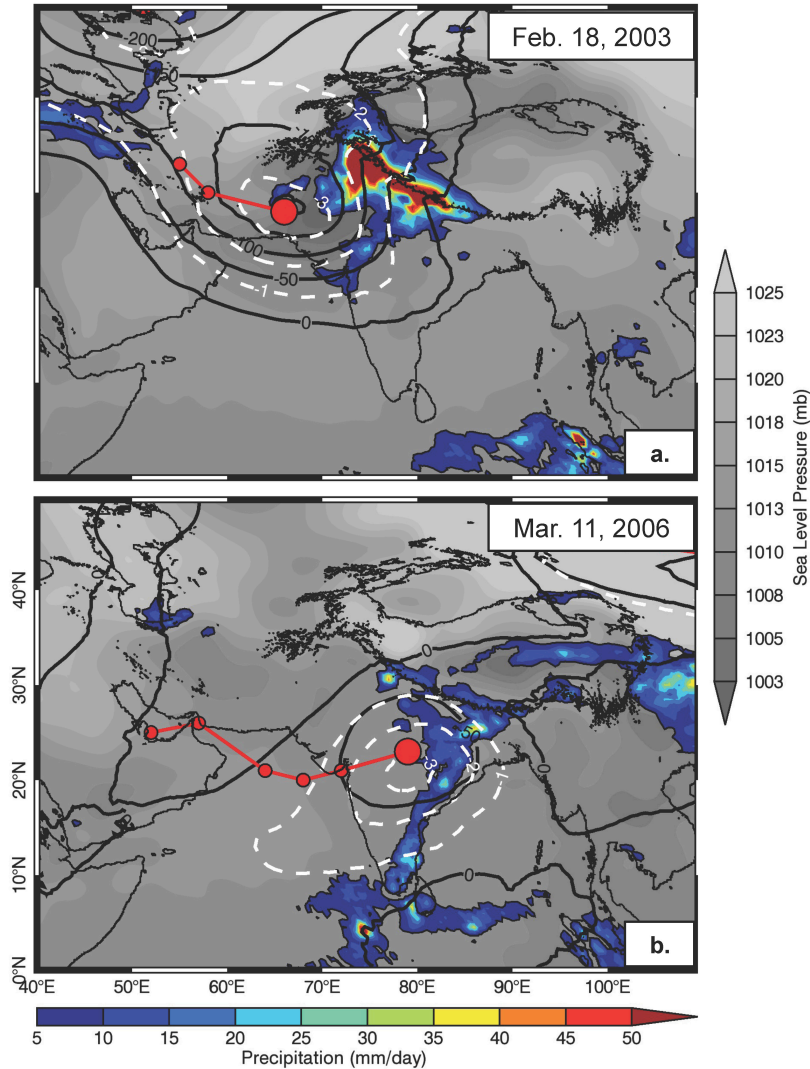 Feb. 18, 2003
-200
-2
-3
-100
-50
-1
0
a.
Mar. 11, 2006
0
0
-3
-2
-1
0
0
b.
40°N
30°N
20°N
10°N
0°N
40°E 50°E 60°E 70°E 80°E 90°E 100°E
5 10 15 20 25 30 35 40 45 50
Precipitation (mm/day)
1025
1023
1020
1018
1015
1013
1010
1008
1005
1003
Sea Level Pressure (mb)